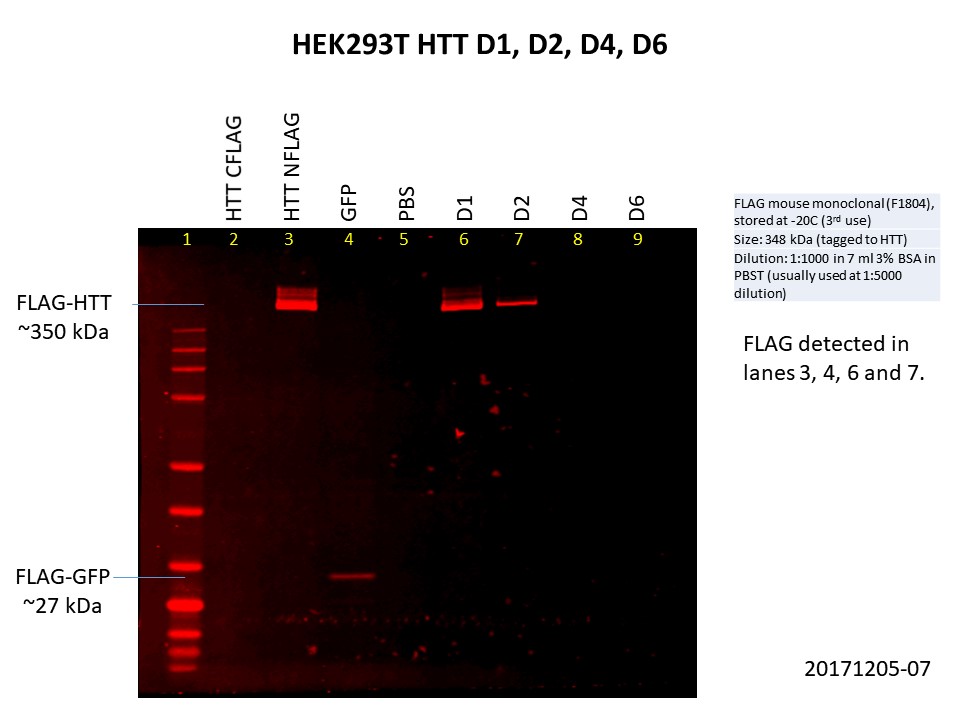 HEK293T HTT D1, D2, D4, D6
HTT CFLAG
HTT NFLAG
GFP
PBS
D1
D2
D4
D6
1 2 3 4 5 6 7 8 9
FLAG-HTT
~350 kDa
FLAG-GFP
~27 kDa
FLAG mouse monoclonal (F1804),
stored at -20C (3rd use)
Size: 348 kDa (tagged to HTT)
Dilution: 1:1000 in 7 ml 3% BSA in
PBST (usually used at 1:5000
dilution)
FLAG detected in
lanes 3, 4, 6 and 7.
20171205-07